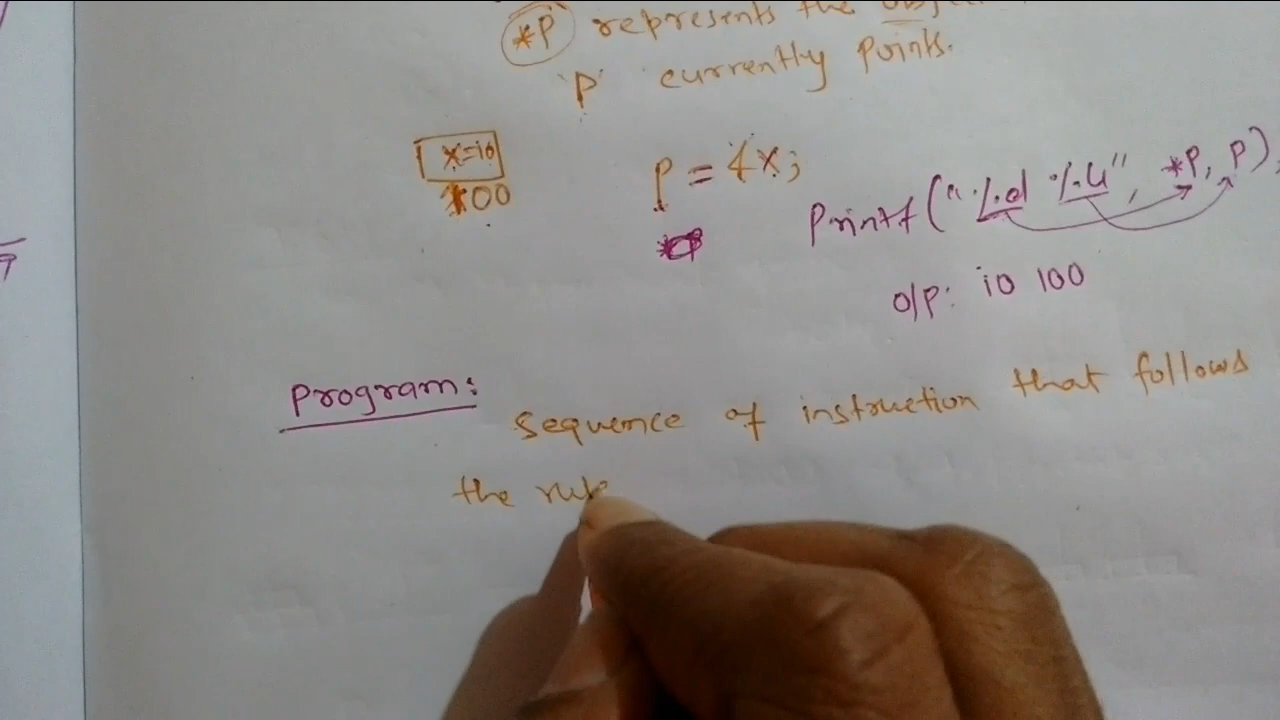 *P represents the
'P' currently points.
x=10
100
P = &x;
Printf("%d %u", *P, P);
*P
O/P: 10 100
Program:
Sequence of instruction that follows
the rule